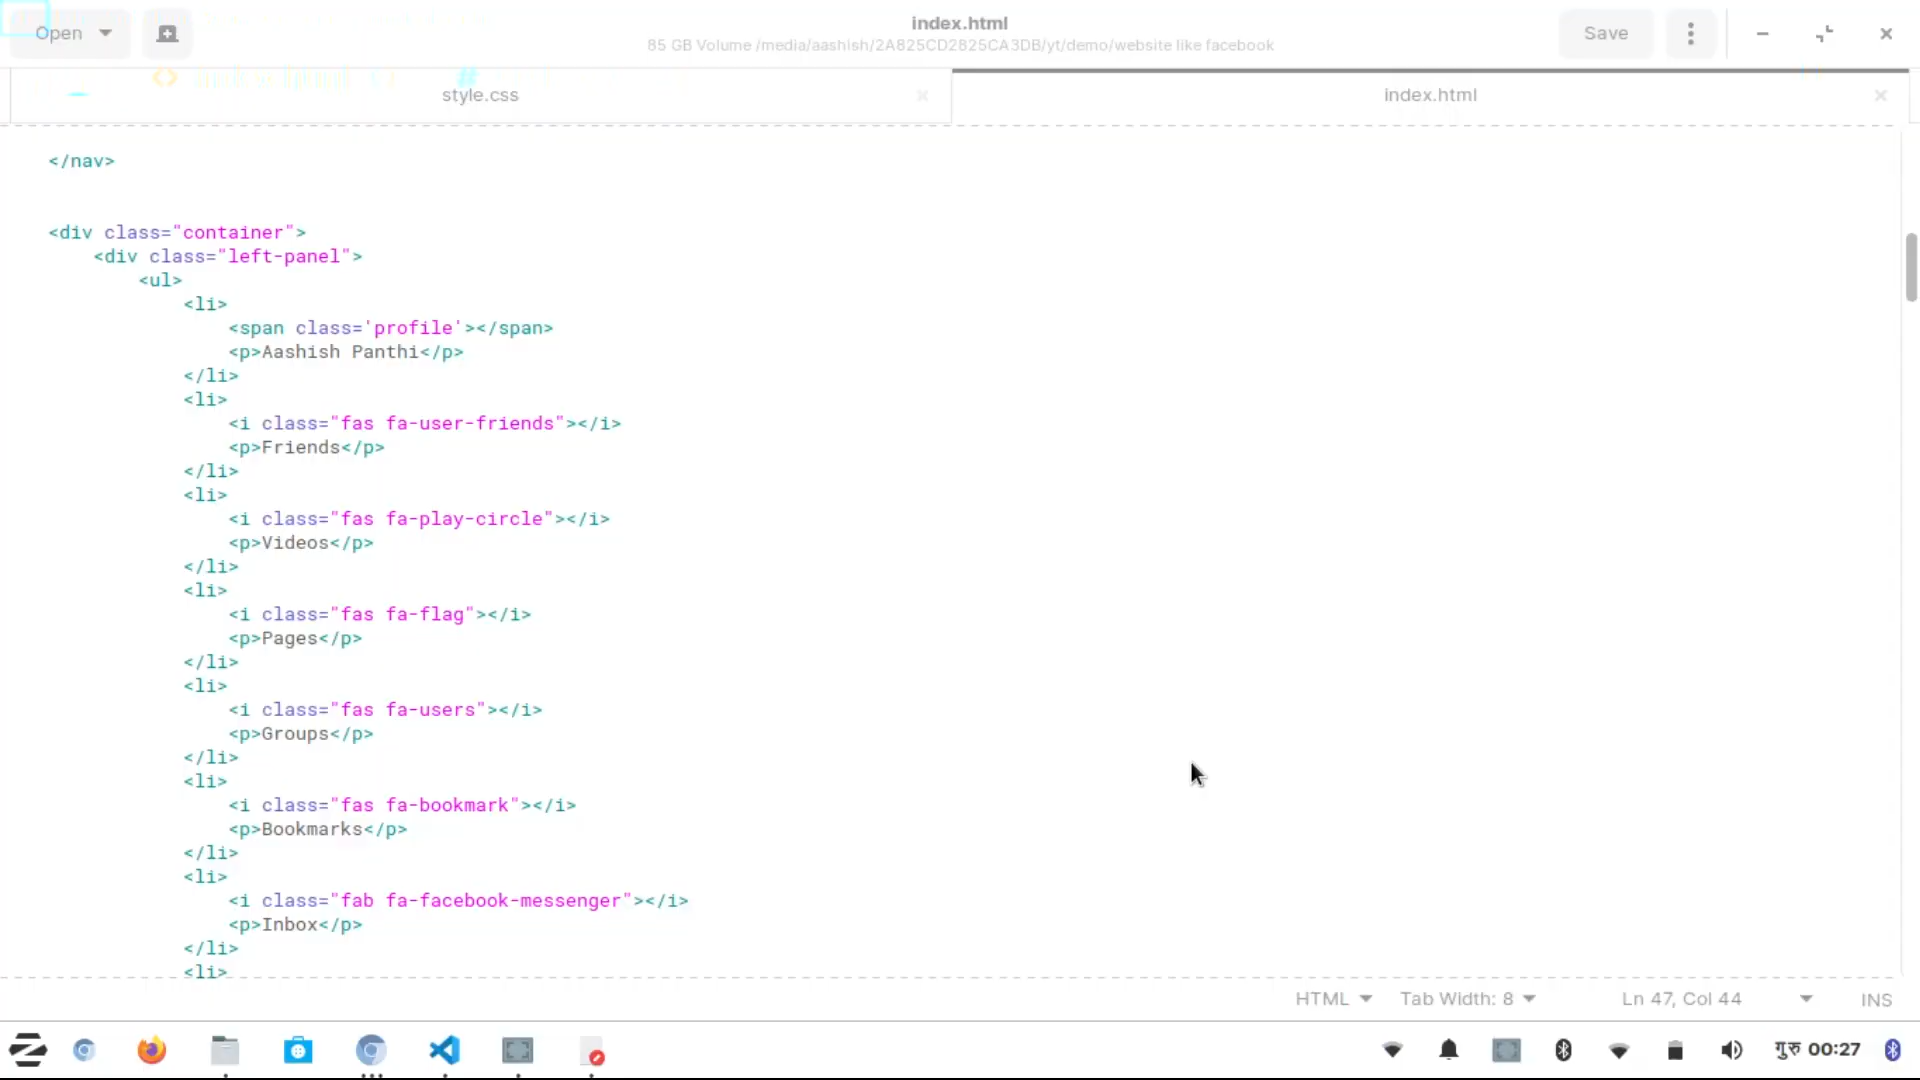 Open
index.html
85 GB Volume /media/aashish/2A825CD2825CA3DB/yt/demo/website like facebook
Save
style.css
index.html
</nav>
<div class="container">
<div class="left-panel">
<ul>
<li>
<span class='profile'></span>
<p>Aashish Panthi</p>
</li>
<li>
<i class="fas fa-user-friends"></i>
<p>Friends</p>
</li>
<li>
<i class="fas fa-play-circle"></i>
<p>Videos</p>
</li>
<li>
<i class="fas fa-flag"></i>
<p>Pages</p>
</li>
<li>
<i class="fas fa-users"></i>
<p>Groups</p>
</li>
<li>
<i class="fas fa-bookmark"></i>
<p>Bookmarks</p>
</li>
<li>
<i class="fab fa-facebook-messenger"></i>
<p>Inbox</p>
</li>
<li>
HTML Tab Width: 8 Ln 47, Col 44 INS
गुरु 00:27